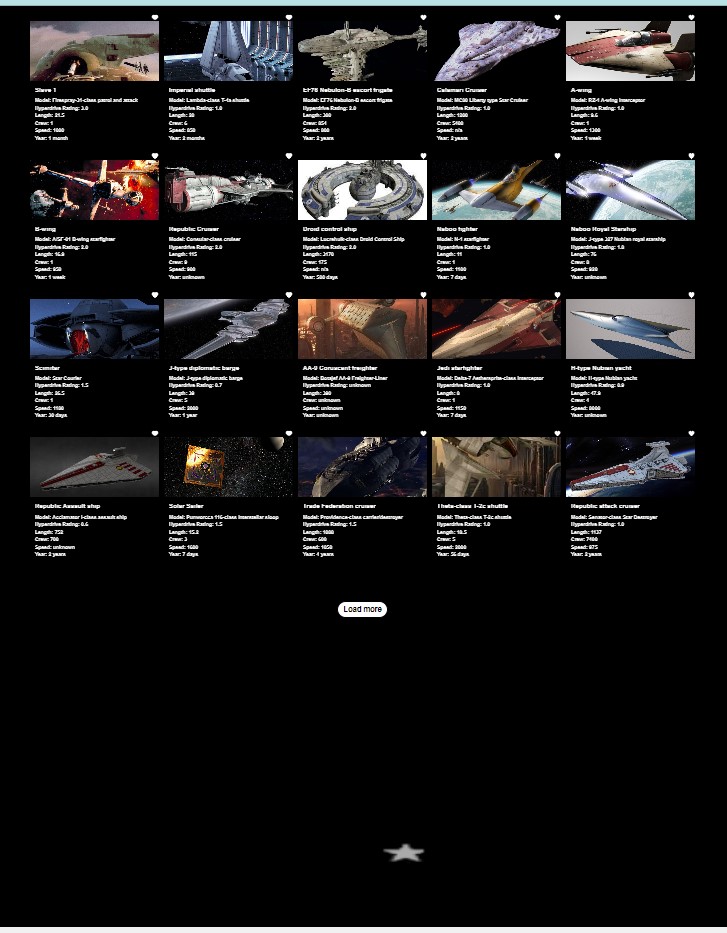 Slave 1
Model: Firespray-31-class patrol and attack
Hyperdrive Rating: 3.0
Length: 21.5
Crew: 1
Speed: 1000
Year: 1 month
Imperial shuttle
Model: Lambda-class T-4a shuttle
Hyperdrive Rating: 1.0
Length: 20
Crew: 6
Speed: 850
Year: 2 months
EF76 Nebulon-B escort frigate
Model: EF76 Nebulon-B escort frigate
Hyperdrive Rating: 2.0
Length: 300
Crew: 854
Speed: 800
Year: 2 years
Calamari Cruiser
Model: MC80 Liberty type Star Cruiser
Hyperdrive Rating: 1.0
Length: 1200
Crew: 5400
Speed: n/a
Year: 2 years
A-wing
Model: RZ-1 A-wing Interceptor
Hyperdrive Rating: 1.0
Length: 9.6
Crew: 1
Speed: 1300
Year: 1 week
B-wing
Model: A/SF-01 B-wing starfighter
Hyperdrive Rating: 2.0
Length: 16.9
Crew: 1
Speed: 950
Year: 1 week
Republic Cruiser
Model: Consular-class cruiser
Hyperdrive Rating: 2.0
Length: 115
Crew: 9
Speed: 900
Year: unknown
Droid control ship
Model: Lucrehulk-class Droid Control Ship
Hyperdrive Rating: 2.0
Length: 3170
Crew: 175
Speed: n/a
Year: 500 days
Naboo fighter
Model: N-1 starfighter
Hyperdrive Rating: 1.0
Length: 11
Crew: 1
Speed: 1100
Year: 7 days
Naboo Royal Starship
Model: J-type 327 Nubian royal starship
Hyperdrive Rating: 1.8
Length: 76
Crew: 8
Speed: 920
Year: unknown
Scimitar
Model: Star Courier
Hyperdrive Rating: 1.5
Length: 26.5
Crew: 1
Speed: 1180
Year: 30 days
J-type diplomatic barge
Model: J-type diplomatic barge
Hyperdrive Rating: 0.7
Length: 39
Crew: 5
Speed: 2000
Year: 1 year
AA-9 Coruscant freighter
Model: Botajef AA-9 Freighter-Liner
Hyperdrive Rating: unknown
Length: 390
Crew: unknown
Speed: unknown
Year: unknown
Jedi starfighter
Model: Delta-7 Aethersprite-class interceptor
Hyperdrive Rating: 1.0
Length: 8
Crew: 1
Speed: 1150
Year: 7 days
H-type Nubian yacht
Model: H-type Nubian yacht
Hyperdrive Rating: 0.9
Length: 47.9
Crew: 4
Speed: 8000
Year: unknown
Republic Assault ship
Model: Acclamator I-class assault ship
Hyperdrive Rating: 0.6
Length: 752
Crew: 700
Speed: unknown
Year: 2 years
Solar Sailer
Model: Punworcca 116-class interstellar sloop
Hyperdrive Rating: 1.5
Length: 15.2
Crew: 3
Speed: 1600
Year: 7 days
Trade Federation cruiser
Model: Providence-class carrier/destroyer
Hyperdrive Rating: 1.5
Length: 1088
Crew: 600
Speed: 1050
Year: 4 years
Theta-class T-2c shuttle
Model: Theta-class T-2c shuttle
Hyperdrive Rating: 1.0
Length: 18.5
Crew: 5
Speed: 2000
Year: 56 days
Republic attack cruiser
Model: Senator-class Star Destroyer
Hyperdrive Rating: 1.0
Length: 1137
Crew: 7400
Speed: 975
Year: 2 years
Load more